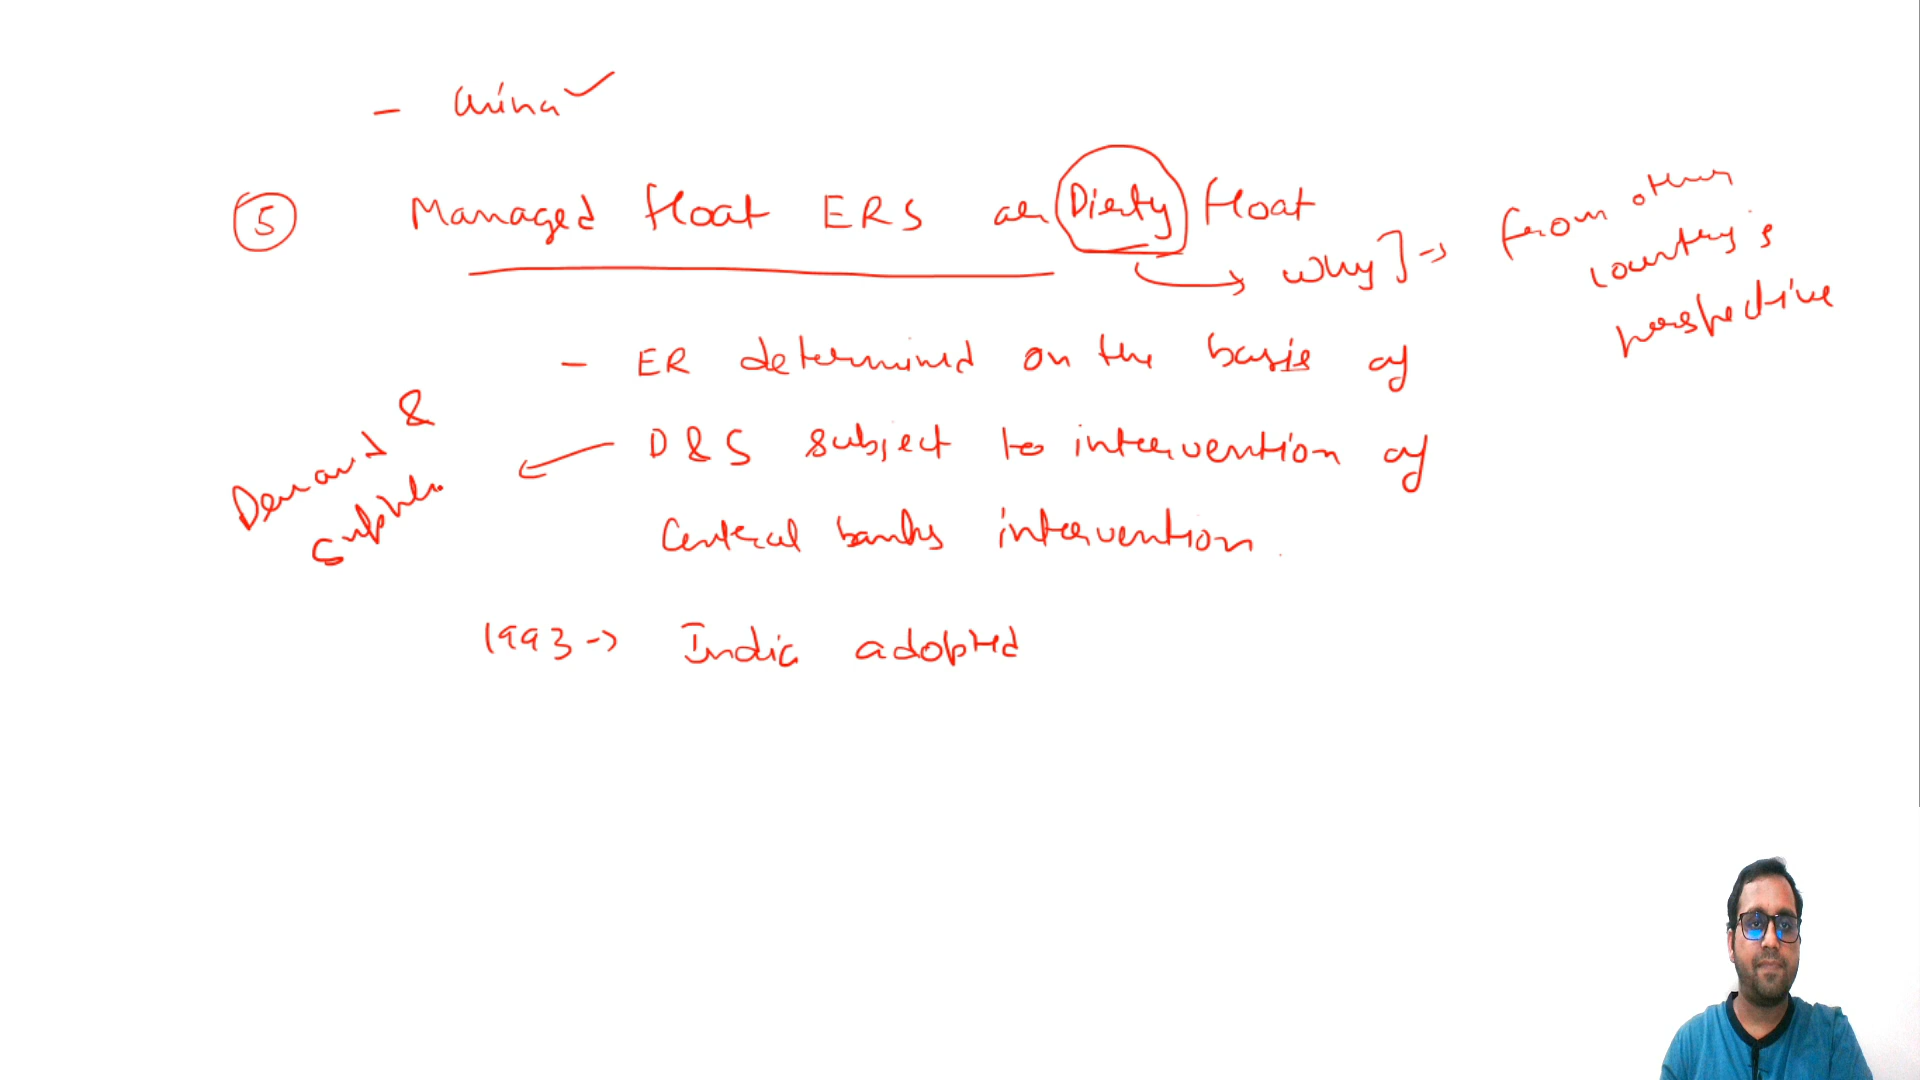 - China ✓
⑤ Managed float ERS or Dirty float
why] → from other
country's
perspective
- ER determined on the basis of
Demand &
supply.
D & S subject to intervention of
Central banks intervention.
1993 → India adopted